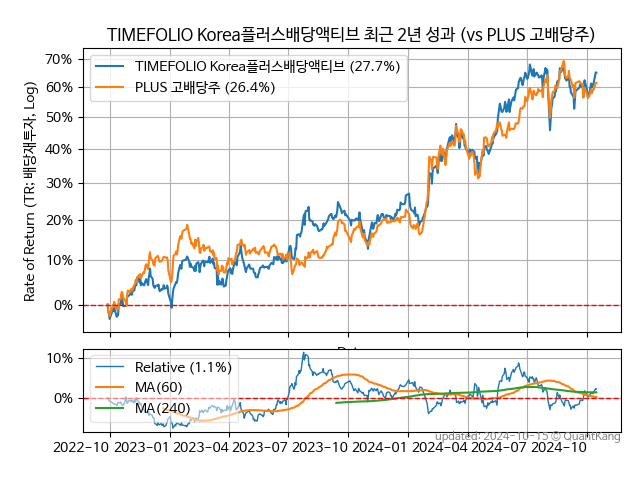 TIMEFOLIO Korea플러스배당액티브 최근 2년 성과 (vs PLUS 고배당주)
Rate of Return (TR: 배당재투자, Log)
70%
60%
50%
40%
30%
20%
10%
0%
TIMEFOLIO Korea플러스배당액티브 (27.7%)
PLUS 고배당주 (26.4%)
10%
0%
Relative (1.1%)
MA(60)
MA(240)
updated: 2024-10-15 © QuantKang
2022-10 2023-01 2023-04 2023-07 2023-10 2024-01 2024-04 2024-07 2024-10